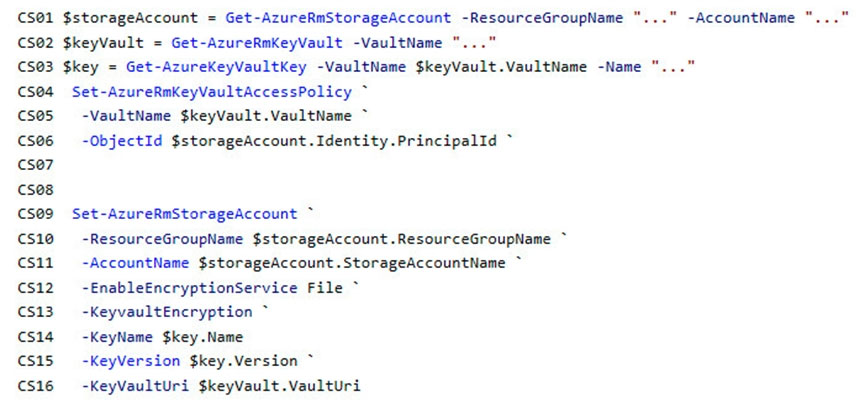 CS01 $storageAccount = Get-AzureRmStorageAccount -ResourceGroupName "..." -AccountName "..."
CS02 $keyVault = Get-AzureRmKeyVault -VaultName "..."
CS03 $key = Get-AzureKeyVaultKey -VaultName $keyVault.VaultName -Name "..."
CS04 Set-AzureRmKeyVaultAccessPolicy `
CS05 -VaultName $keyVault.VaultName `
CS06 -ObjectId $storageAccount.Identity.PrincipalId `
CS07
CS08
CS09 Set-AzureRmStorageAccount `
CS10 -ResourceGroupName $storageAccount.ResourceGroupName `
CS11 -AccountName $storageAccount.StorageAccountName `
CS12 -EnableEncryptionService File `
CS13 -KeyvaultEncryption `
CS14 -KeyName $key.Name
CS15 -KeyVersion $key.Version `
CS16 -KeyVaultUri $keyVault.VaultUri